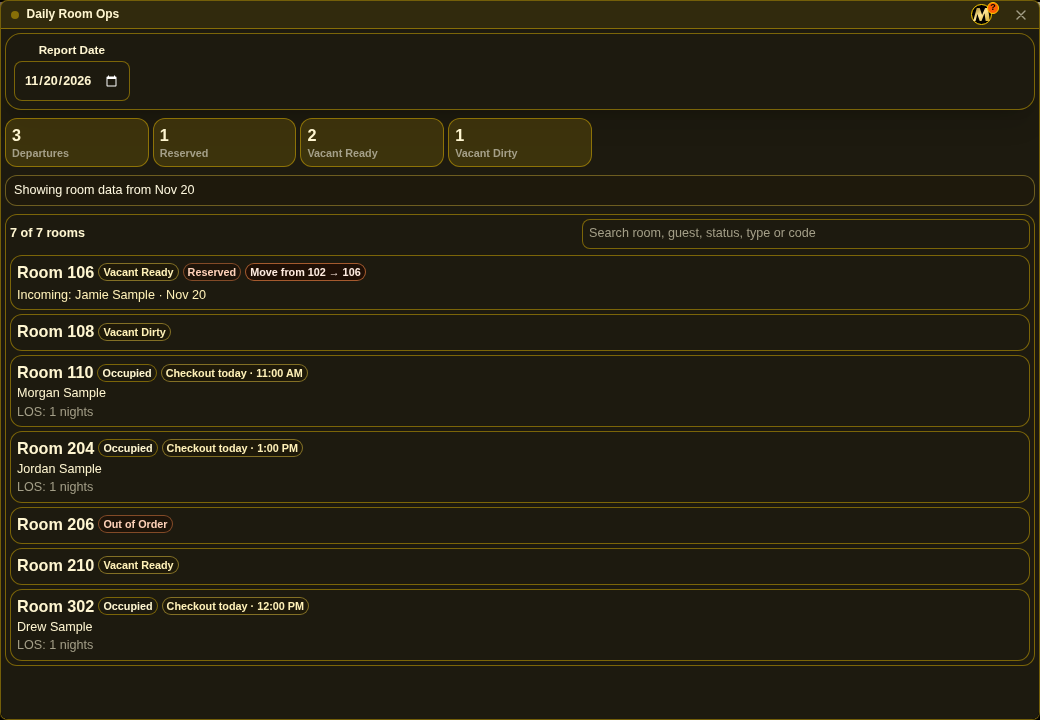 Daily Room Ops
M ?
Report Date
11/20/2026
3
Departures
1
Reserved
2
Vacant Ready
1
Vacant Dirty
Showing room data from Nov 20
7 of 7 rooms
Search room, guest, status, type or code
Room 106 Vacant Ready Reserved Move from 102 → 106
Incoming: Jamie Sample · Nov 20
Room 108 Vacant Dirty
Room 110 Occupied Checkout today · 11:00 AM
Morgan Sample
LOS: 1 nights
Room 204 Occupied Checkout today · 1:00 PM
Jordan Sample
LOS: 1 nights
Room 206 Out of Order
Room 210 Vacant Ready
Room 302 Occupied Checkout today · 12:00 PM
Drew Sample
LOS: 1 nights